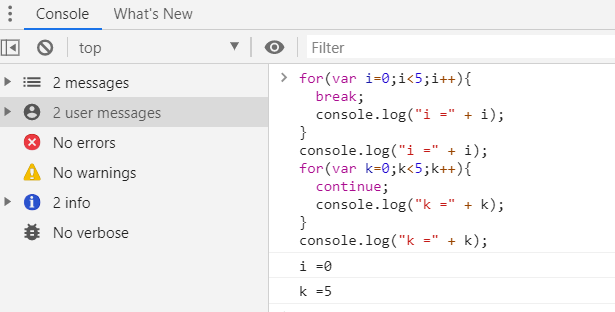 Console What's New
top Filter
2 messages
2 user messages
No errors
No warnings
2 info
No verbose
for(var i=0;i<5;i++){
break;
console.log("i =" + i);
}
console.log("i =" + i);
for(var k=0;k<5;k++){
continue;
console.log("k =" + k);
}
console.log("k =" + k);
i =0
k =5